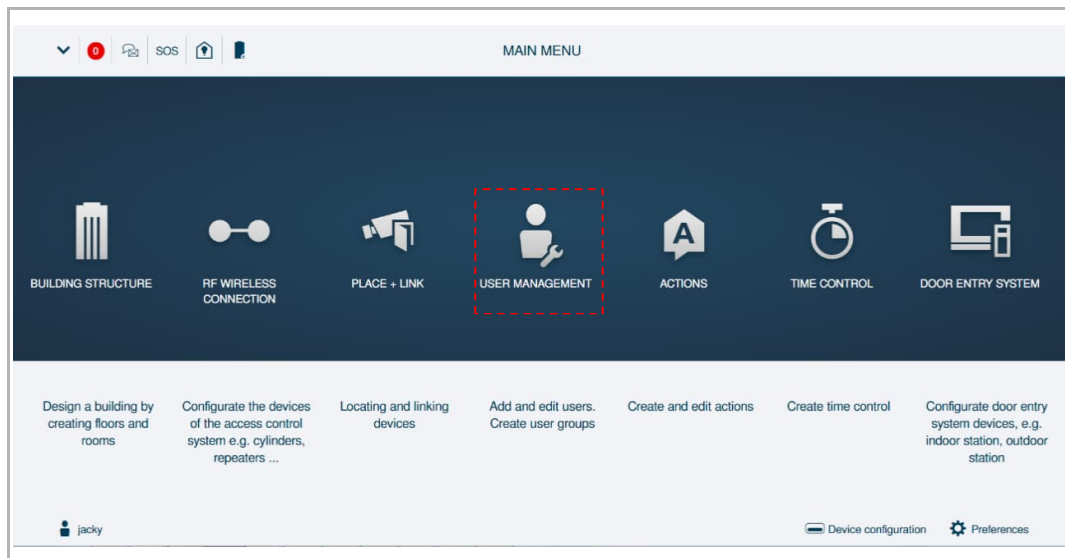 0
SOS
MAIN MENU
BUILDING STRUCTURE
RF WIRELESS
CONNECTION
PLACE + LINK
USER MANAGEMENT
A
ACTIONS
TIME CONTROL
DOOR ENTRY SYSTEM
Design a building by
creating floors and
rooms
Configurate the devices
of the access control
system e.g. cylinders,
repeaters ...
Locating and linking
devices
Add and edit users.
Create user groups
Create and edit actions
Create time control
Configurate door entry
system devices, e.g.
indoor station, outdoor
station
jacky
Device configuration
Preferences